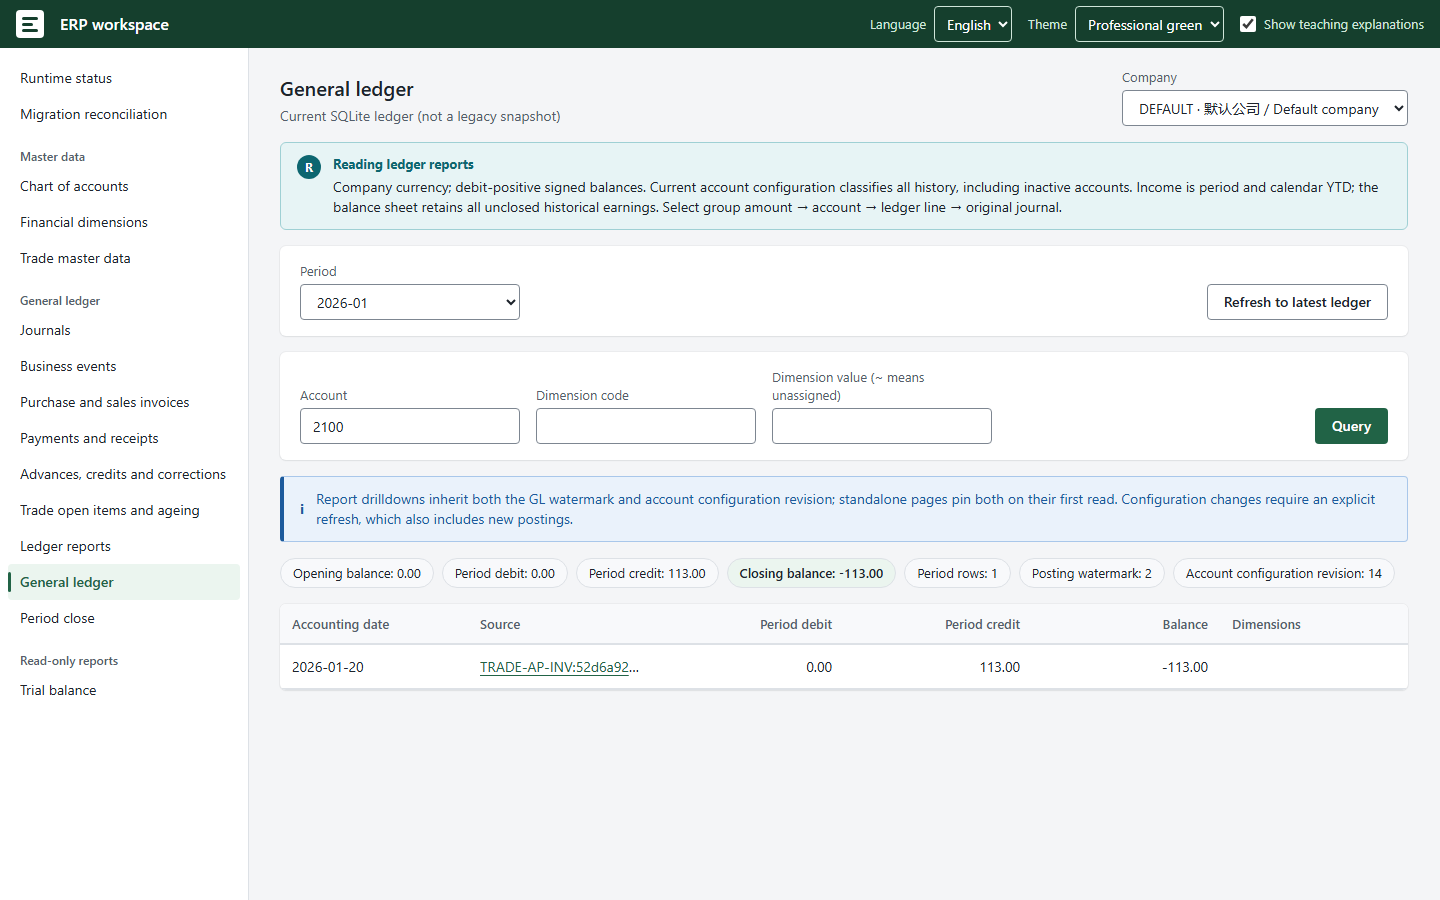 ERP workspace
Language English Theme Professional green Show teaching explanations
Runtime status
Migration reconciliation
Master data
Chart of accounts
Financial dimensions
Trade master data
General ledger
Journals
Business events
Purchase and sales invoices
Payments and receipts
Advances, credits and corrections
Trade open items and ageing
Ledger reports
General ledger
Period close
Read-only reports
Trial balance
General ledger
Current SQLite ledger (not a legacy snapshot)
Company
DEFAULT · 默认公司 / Default company
R
Reading ledger reports
Company currency; debit-positive signed balances. Current account configuration classifies all history, including inactive accounts. Income is period and calendar YTD; the
balance sheet retains all unclosed historical earnings. Select group amount → account → ledger line → original journal.
Period
2026-01
Refresh to latest ledger
Account
2100
Dimension code
Dimension value (~ means
unassigned)
Query
i
Report drilldowns inherit both the GL watermark and account configuration revision; standalone pages pin both on their first read. Configuration changes require an explicit
refresh, which also includes new postings.
Opening balance: 0.00 Period debit: 0.00 Period credit: 113.00 Closing balance: -113.00 Period rows: 1 Posting watermark: 2 Account configuration revision: 14
Accounting date Source Period debit Period credit Balance Dimensions
2026-01-20 TRADE-AP-INV:52d6a92... 0.00 113.00 -113.00